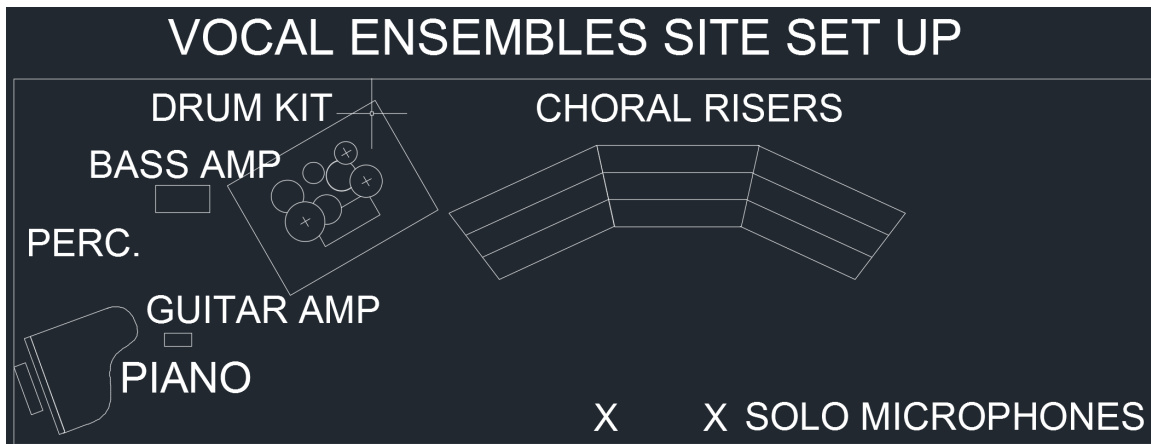 VOCAL ENSEMBLES SITE SET UP
DRUM KIT
CHORAL RISERS
BASS AMP
PERC.
GUITAR AMP
PIANO
X X SOLO MICROPHONES